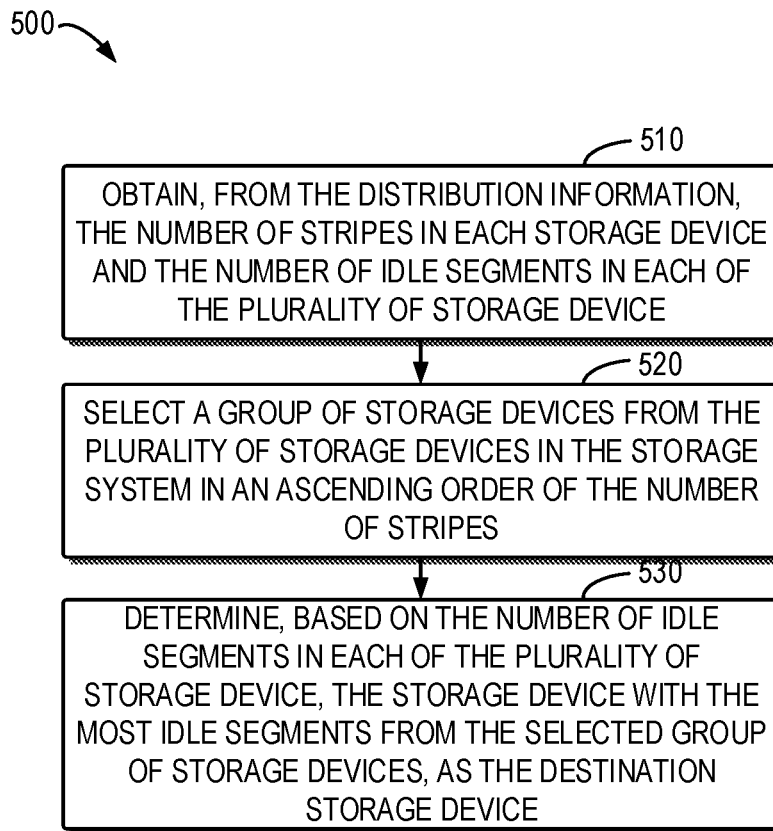 500
510
OBTAIN, FROM THE DISTRIBUTION INFORMATION,
THE NUMBER OF STRIPES IN EACH STORAGE DEVICE
AND THE NUMBER OF IDLE SEGMENTS IN EACH OF
THE PLURALITY OF STORAGE DEVICE
520
SELECT A GROUP OF STORAGE DEVICES FROM THE
PLURALITY OF STORAGE DEVICES IN THE STORAGE
SYSTEM IN AN ASCENDING ORDER OF THE NUMBER
OF STRIPES
530
DETERMINE, BASED ON THE NUMBER OF IDLE
SEGMENTS IN EACH OF THE PLURALITY OF
STORAGE DEVICE, THE STORAGE DEVICE WITH THE
MOST IDLE SEGMENTS FROM THE SELECTED GROUP
OF STORAGE DEVICES, AS THE DESTINATION
STORAGE DEVICE